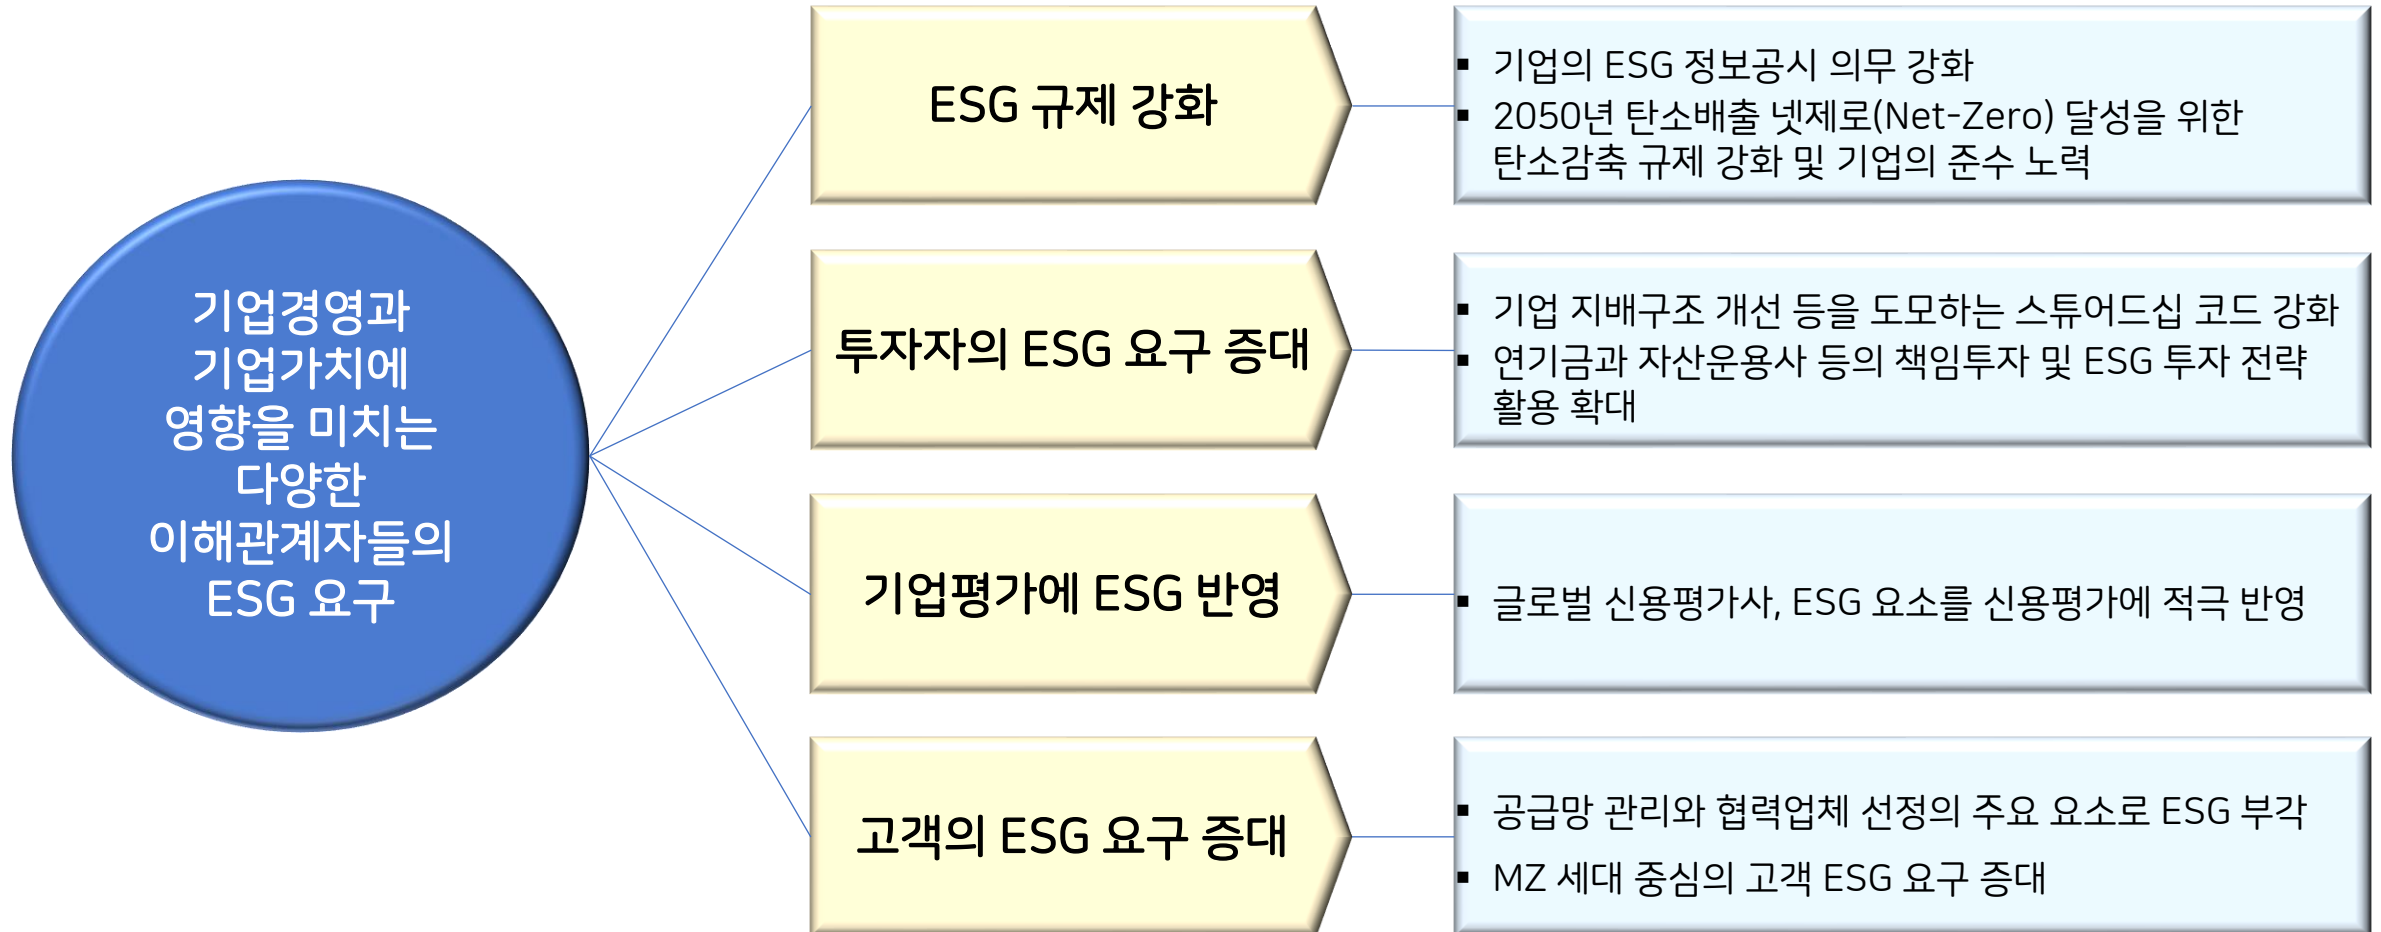 기업경영과
기업가치에
영향을 미치는
다양한
이해관계자들의
ESG 요구
ESG 규제 강화
▪ 기업의 ESG 정보공시 의무 강화
▪ 2050년 탄소배출 넷제로(Net-Zero) 달성을 위한
탄소감축 규제 강화 및 기업의 준수 노력
투자자의 ESG 요구 증대
▪ 기업 지배구조 개선 등을 도모하는 스튜어드십 코드 강화
▪ 연기금과 자산운용사 등의 책임투자 및 ESG 투자 전략
활용 확대
기업평가에 ESG 반영
▪ 글로벌 신용평가사, ESG 요소를 신용평가에 적극 반영
고객의 ESG 요구 증대
▪ 공급망 관리와 협력업체 선정의 주요 요소로 ESG 부각
▪ MZ 세대 중심의 고객 ESG 요구 증대